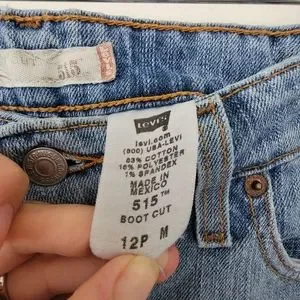 515
Levi's
levi.com
(800) USA-LEVI
83% COTTON
16% POLYESTER
1% SPANDEX
MADE IN
MEXICO
515™
BOOT CUT
12P M